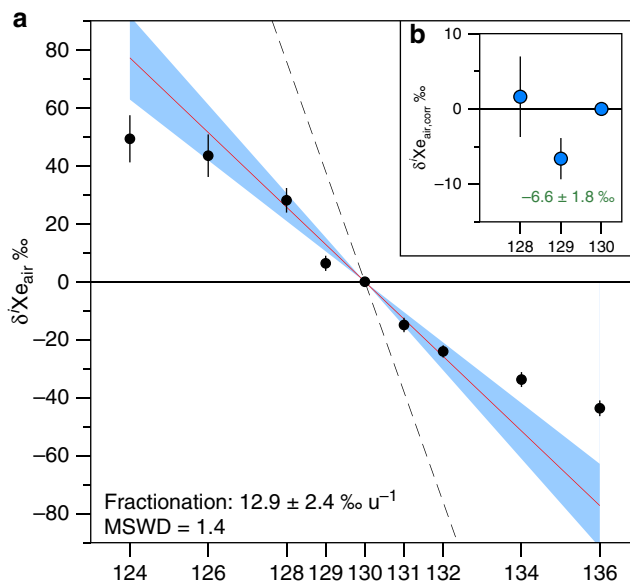 a
b
80
60
40
20
0
−20
−40
−60
−80
δⁱXe_air ‰
124 126 128 129 130 131 132 134 136
Fractionation: 12.9 ± 2.4 ‰ u⁻¹
MSWD = 1.4
10
0
−10
δⁱXe_air,corr ‰
−6.6 ± 1.8 ‰
128 129 130